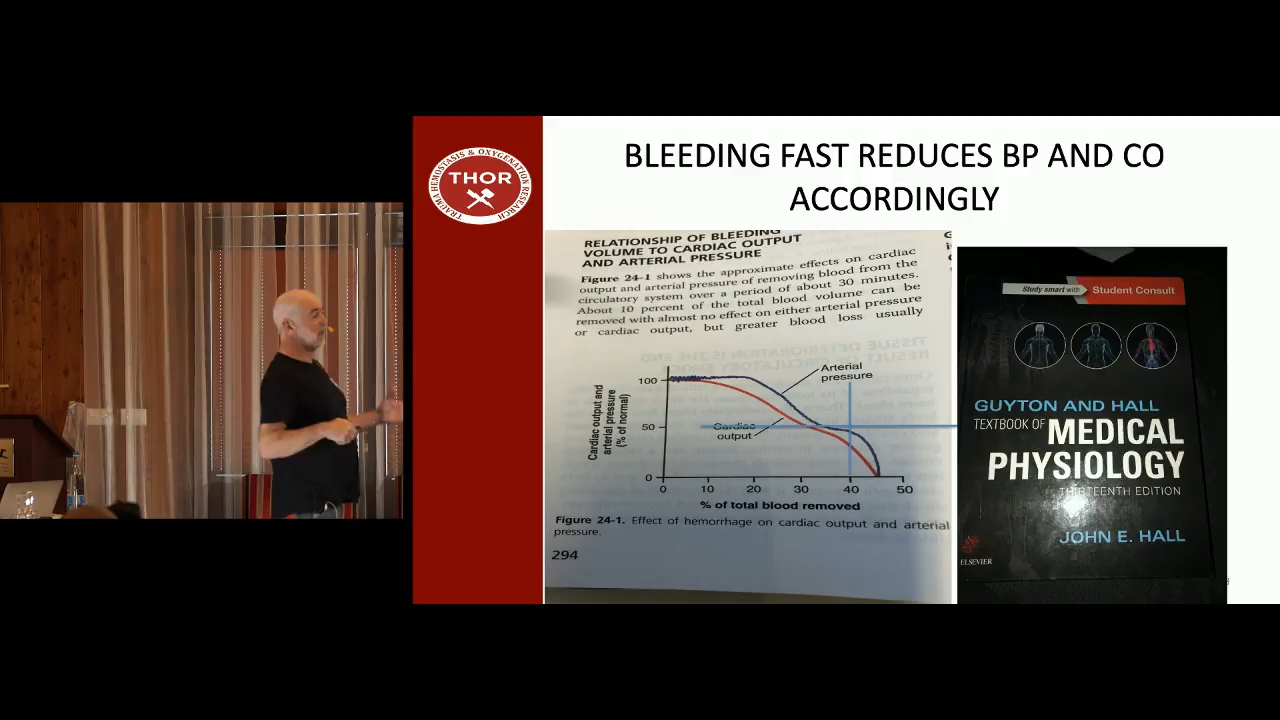 TRAUMA HEMOSTASIS & OXYGENATION RESEARCH
THOR
BLEEDING FAST REDUCES BP AND CO
ACCORDINGLY
RELATIONSHIP OF BLEEDING
VOLUME TO CARDIAC OUTPUT
AND ARTERIAL PRESSURE
Figure 24-1 shows the approximate effects on cardiac
output and arterial pressure of removing blood from the
circulatory system over a period of about 30 minutes.
About 10 percent of the total blood volume can be
removed with almost no effect on either arterial pressure
or cardiac output, but greater blood loss usually
Arterial
pressure
Cardiac
output
Cardiac output and
arterial pressure
(% of normal)
100
50
0
0 10 20 30 40 50
% of total blood removed
Figure 24-1. Effect of hemorrhage on cardiac output and arterial
pressure.
294
Study smart with Student Consult
GUYTON AND HALL
TEXTBOOK OF MEDICAL
PHYSIOLOGY
THIRTEENTH EDITION
JOHN E. HALL
ELSEVIER